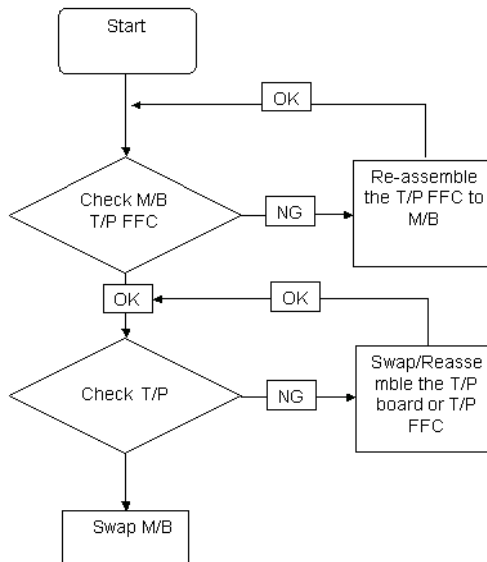 Start
OK
Check M/B
T/P FFC
NG
Re-assemble
the T/P FFC to
M/B
OK
OK
Check T/P
NG
Swap/Reasse
mble the T/P
board or T/P
FFC
Swap M/B